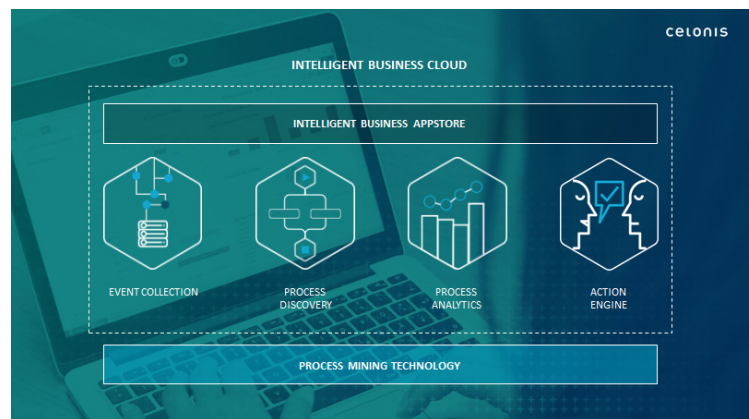 celonis
INTELLIGENT BUSINESS CLOUD
INTELLIGENT BUSINESS APPSTORE
EVENT COLLECTION
PROCESS
DISCOVERY
PROCESS
ANALYTICS
ACTION
ENGINE
PROCESS MINING TECHNOLOGY